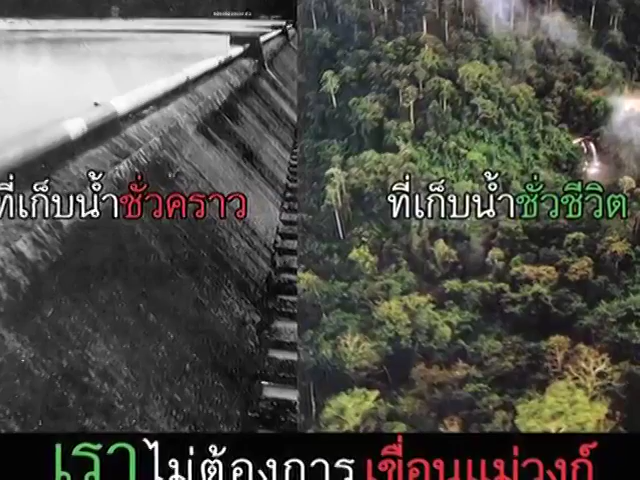 ที่เก็บน้ำชั่วคราว
ที่เก็บน้ำชั่วชีวิต
เราไม่ต้องการเขื่อนแม่วงก์